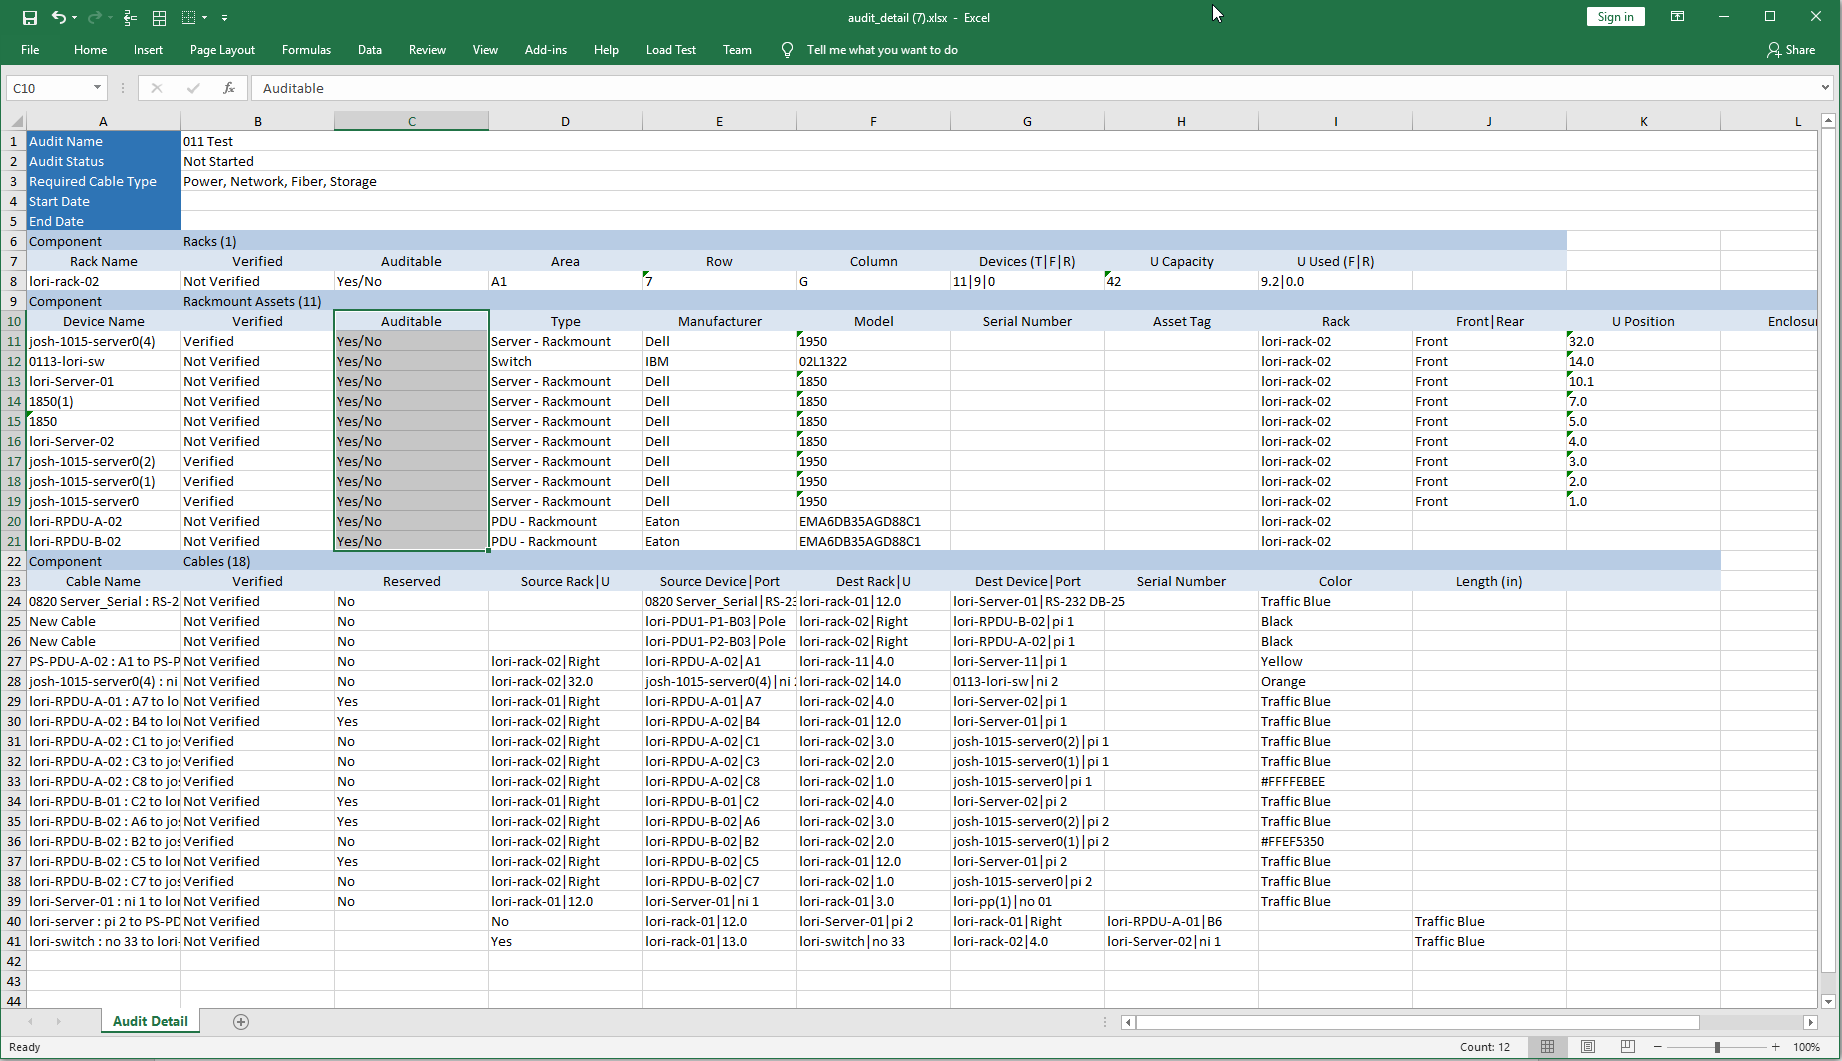 audit_detail (7).xlsx - Excel
Sign in
File Home Insert Page Layout Formulas Data Review View Add-ins Help Load Test Team Tell me what you want to do Share
C10 fx Auditable
A B C D E F G H I J K L
1 Audit Name 011 Test
2 Audit Status Not Started
3 Required Cable Type Power, Network, Fiber, Storage
4 Start Date
5 End Date
6 Component Racks (1)
7 Rack Name Verified Auditable Area Row Column Devices (T|F|R) U Capacity U Used (F|R)
8 lori-rack-02 Not Verified Yes/No A1 7 G 11|9|0 42 9.2|0.0
9 Component Rackmount Assets (11)
10 Device Name Verified Auditable Type Manufacturer Model Serial Number Asset Tag Rack Front|Rear U Position Enclosu
11 josh-1015-server0(4) Verified Yes/No Server - Rackmount Dell 1950 lori-rack-02 Front 32.0
12 0113-lori-sw Not Verified Yes/No Switch IBM 02L1322 lori-rack-02 Front 14.0
13 lori-Server-01 Not Verified Yes/No Server - Rackmount Dell 1850 lori-rack-02 Front 10.1
14 1850(1) Not Verified Yes/No Server - Rackmount Dell 1850 lori-rack-02 Front 7.0
15 1850 Not Verified Yes/No Server - Rackmount Dell 1850 lori-rack-02 Front 5.0
16 lori-Server-02 Not Verified Yes/No Server - Rackmount Dell 1850 lori-rack-02 Front 4.0
17 josh-1015-server0(2) Verified Yes/No Server - Rackmount Dell 1950 lori-rack-02 Front 3.0
18 josh-1015-server0(1) Verified Yes/No Server - Rackmount Dell 1950 lori-rack-02 Front 2.0
19 josh-1015-server0 Verified Yes/No Server - Rackmount Dell 1950 lori-rack-02 Front 1.0
20 lori-RPDU-A-02 Not Verified Yes/No PDU - Rackmount Eaton EMA6DB35AGD88C1 lori-rack-02
21 lori-RPDU-B-02 Not Verified Yes/No PDU - Rackmount Eaton EMA6DB35AGD88C1 lori-rack-02
22 Component Cables (18)
23 Cable Name Verified Reserved Source Rack|U Source Device|Port Dest Rack|U Dest Device|Port Serial Number Color Length (in)
24 0820 Server_Serial : RS-2 Not Verified No 0820 Server_Serial|RS-23 lori-rack-01|12.0 lori-Server-01|RS-232 DB-25 Traffic Blue
25 New Cable Not Verified No lori-PDU1-P1-B03|Pole lori-rack-02|Right lori-RPDU-B-02|pi 1 Black
26 New Cable Not Verified No lori-PDU1-P2-B03|Pole lori-rack-02|Right lori-RPDU-A-02|pi 1 Black
27 PS-PDU-A-02 : A1 to PS-P Not Verified No lori-rack-02|Right lori-RPDU-A-02|A1 lori-rack-11|4.0 lori-Server-11|pi 1 Yellow
28 josh-1015-server0(4) : ni Not Verified No lori-rack-02|32.0 josh-1015-server0(4)|ni lori-rack-02|14.0 0113-lori-sw|ni 2 Orange
29 lori-RPDU-A-01 : A7 to lo Not Verified Yes lori-rack-01|Right lori-RPDU-A-01|A7 lori-rack-02|4.0 lori-Server-02|pi 1 Traffic Blue
30 lori-RPDU-A-02 : B4 to lo Not Verified Yes lori-rack-02|Right lori-RPDU-A-02|B4 lori-rack-01|12.0 lori-Server-01|pi 1 Traffic Blue
31 lori-RPDU-A-02 : C1 to jo Verified No lori-rack-02|Right lori-RPDU-A-02|C1 lori-rack-02|3.0 josh-1015-server0(2)|pi 1 Traffic Blue
32 lori-RPDU-A-02 : C3 to jo Verified No lori-rack-02|Right lori-RPDU-A-02|C3 lori-rack-02|2.0 josh-1015-server0(1)|pi 1 Traffic Blue
33 lori-RPDU-A-02 : C8 to jo Verified No lori-rack-02|Right lori-RPDU-A-02|C8 lori-rack-02|1.0 josh-1015-server0|pi 1 #FFFFEBEE
34 lori-RPDU-B-01 : C2 to lo Not Verified Yes lori-rack-01|Right lori-RPDU-B-01|C2 lori-rack-02|4.0 lori-Server-02|pi 2 Traffic Blue
35 lori-RPDU-B-02 : A6 to jo Not Verified Yes lori-rack-02|Right lori-RPDU-B-02|A6 lori-rack-02|3.0 josh-1015-server0(2)|pi 2 Traffic Blue
36 lori-RPDU-B-02 : B2 to jo Verified No lori-rack-02|Right lori-RPDU-B-02|B2 lori-rack-02|2.0 josh-1015-server0(1)|pi 2 #FFEF5350
37 lori-RPDU-B-02 : C5 to lo Not Verified Yes lori-rack-02|Right lori-RPDU-B-02|C5 lori-rack-01|12.0 lori-Server-01|pi 2 Traffic Blue
38 lori-RPDU-B-02 : C7 to jo Verified No lori-rack-02|Right lori-RPDU-B-02|C7 lori-rack-02|1.0 josh-1015-server0|pi 2 Traffic Blue
39 lori-Server-01 : ni 1 to lo Not Verified No lori-rack-01|12.0 lori-Server-01|ni 1 lori-rack-01|3.0 lori-pp(1)|no 01 Traffic Blue
40 lori-server : pi 2 to PS-PD Not Verified No lori-rack-01|12.0 lori-Server-01|pi 2 lori-rack-01|Right lori-RPDU-A-01|B6 Traffic Blue
41 lori-switch : no 33 to lori- Not Verified Yes lori-rack-01|13.0 lori-switch|no 33 lori-rack-02|4.0 lori-Server-02|ni 1 Traffic Blue
42
43
44
Audit Detail
Ready Count: 12 100%